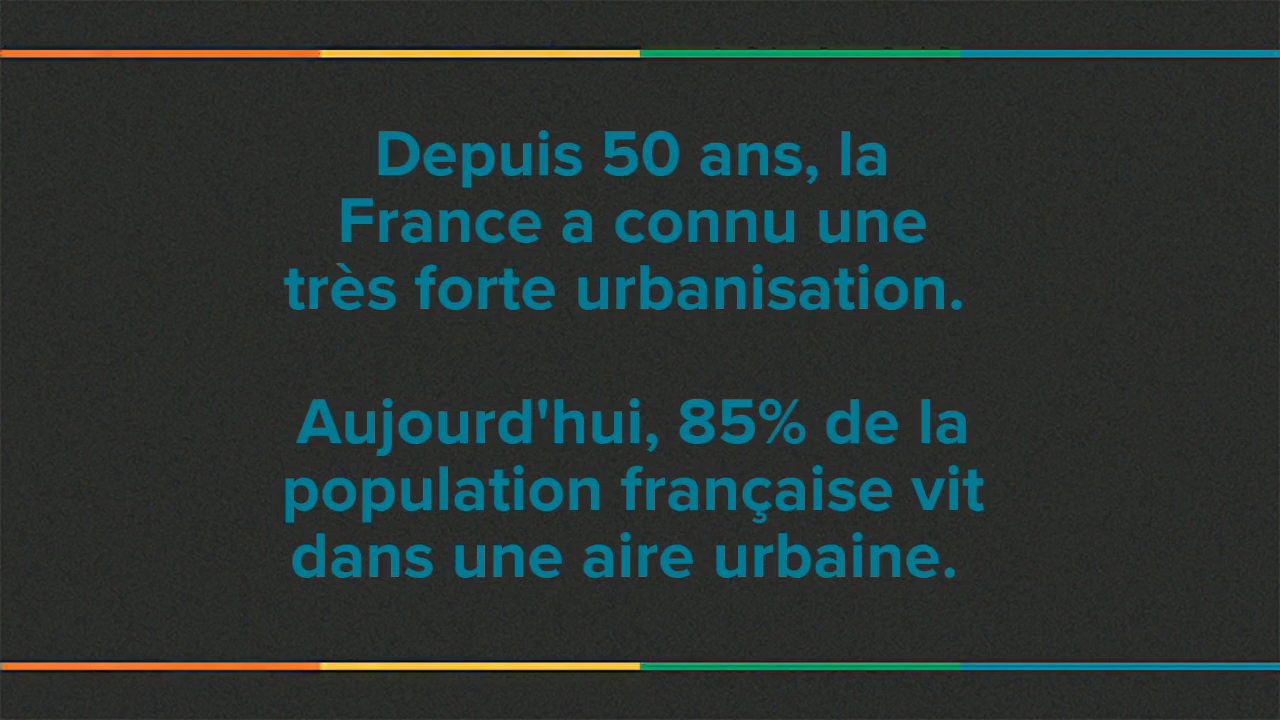 Depuis 50 ans, la
France a connu une
très forte urbanisation.
Aujourd'hui, 85% de la
population française vit
dans une aire urbaine.